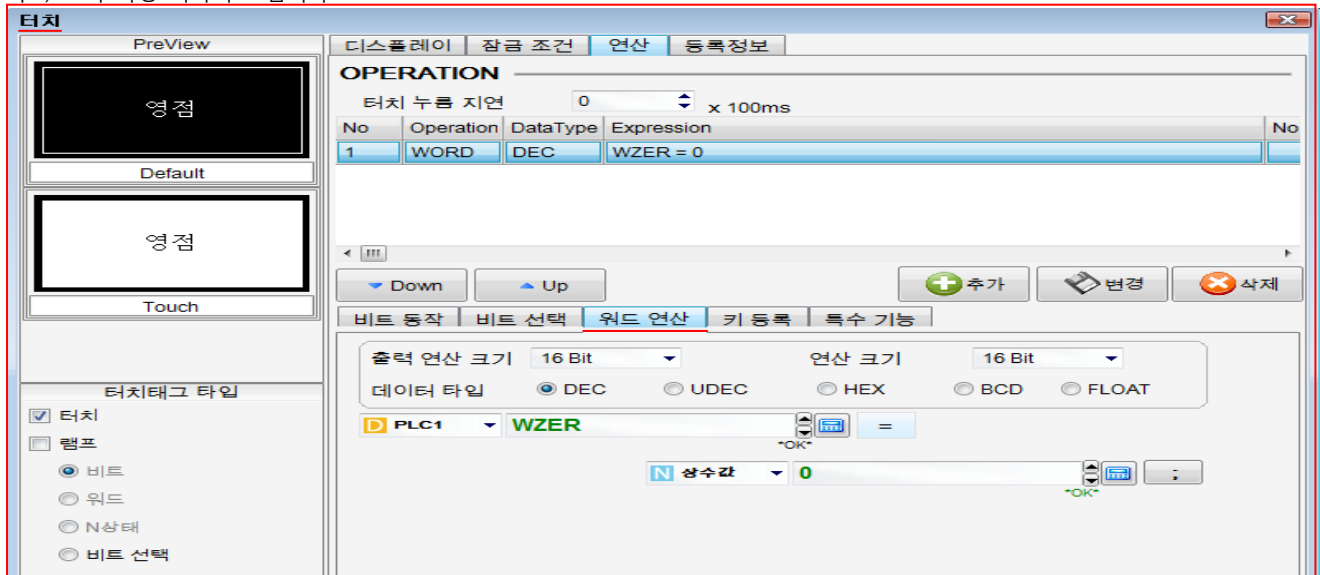 터치
PreView
영점
Default
영점
Touch
터치태그 타입
터치
램프
비트
워드
N상태
비트 선택
디스플레이 잠금 조건 연산 등록정보
OPERATION
터치 누름 지연 0 x 100ms
No Operation DataType Expression No
1 WORD DEC WZER = 0
Down Up 추가 변경 삭제
비트 동작 비트 선택 워드 연산 키 등록 특수 기능
출력 연산 크기 16 Bit 연산 크기 16 Bit
데이터 타입 DEC UDEC HEX BCD FLOAT
D PLC1 WZER =
*OK*
N 상수값 0 ;
*OK*